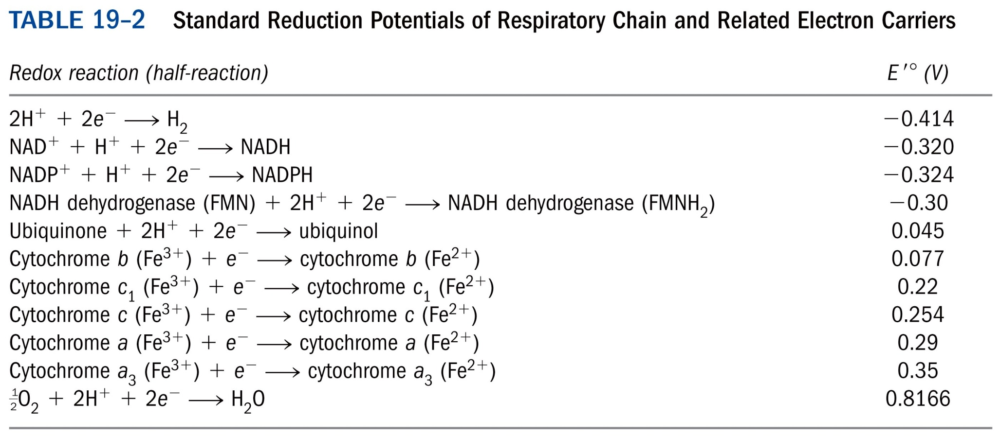 TABLE 19–2 Standard Reduction Potentials of Respiratory Chain and Related Electron Carriers
Redox reaction (half-reaction) E′° (V)
2H⁺ + 2e⁻ ⟶ H₂ −0.414
NAD⁺ + H⁺ + 2e⁻ ⟶ NADH −0.320
NADP⁺ + H⁺ + 2e⁻ ⟶ NADPH −0.324
NADH dehydrogenase (FMN) + 2H⁺ + 2e⁻ ⟶ NADH dehydrogenase (FMNH₂) −0.30
Ubiquinone + 2H⁺ + 2e⁻ ⟶ ubiquinol 0.045
Cytochrome b (Fe³⁺) + e⁻ ⟶ cytochrome b (Fe²⁺) 0.077
Cytochrome c₁ (Fe³⁺) + e⁻ ⟶ cytochrome c₁ (Fe²⁺) 0.22
Cytochrome c (Fe³⁺) + e⁻ ⟶ cytochrome c (Fe²⁺) 0.254
Cytochrome a (Fe³⁺) + e⁻ ⟶ cytochrome a (Fe²⁺) 0.29
Cytochrome a₃ (Fe³⁺) + e⁻ ⟶ cytochrome a₃ (Fe²⁺) 0.35
½O₂ + 2H⁺ + 2e⁻ ⟶ H₂O 0.8166